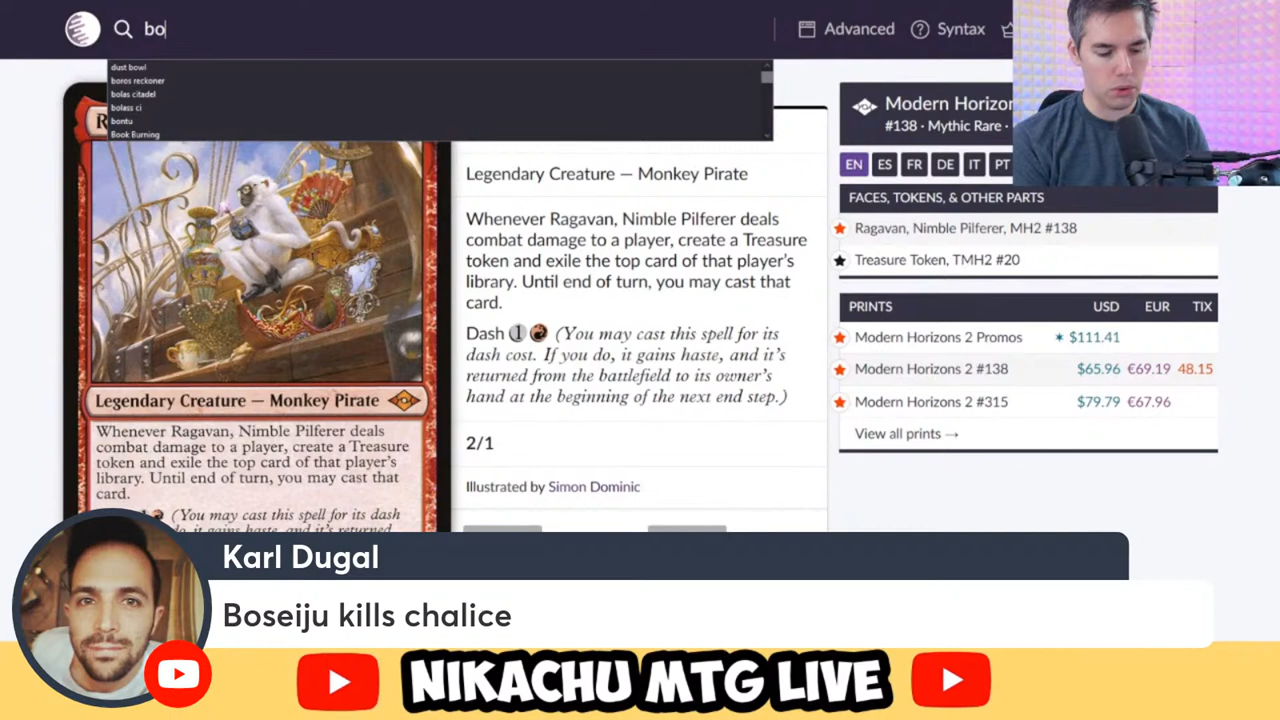 bo
Advanced
Syntax
dust bowl
boros reckoner
bolas citadel
bolass ci
bontu
Book Burning
R
Legendary Creature — Monkey Pirate
Whenever Ragavan, Nimble Pilferer deals
combat damage to a player, create a Treasure
token and exile the top card of that player's
library. Until end of turn, you may cast that
card.
Dash 1 (You may cast this spell for its
dash cost. If you do, it gains haste, and it's
returned from the battlefield to its owner's
hand at the beginning of the next end step.)
2/1
Illustrated by Simon Dominic
Legendary Creature — Monkey Pirate
Whenever Ragavan, Nimble Pilferer deals
combat damage to a player, create a Treasure
token and exile the top card of that player's
library. Until end of turn, you may cast that
card.
(You may cast this spell for its dash
Modern Horizon
#138 · Mythic Rare ·
EN ES FR DE IT PT
FACES, TOKENS, & OTHER PARTS
Ragavan, Nimble Pilferer, MH2 #138
Treasure Token, TMH2 #20
PRINTS USD EUR TIX
Modern Horizons 2 Promos $111.41
Modern Horizons 2 #138 $65.96 €69.19 48.15
Modern Horizons 2 #315 $79.79 €67.96
View all prints →
Karl Dugal
Boseiju kills chalice
NIKACHU MTG LIVE